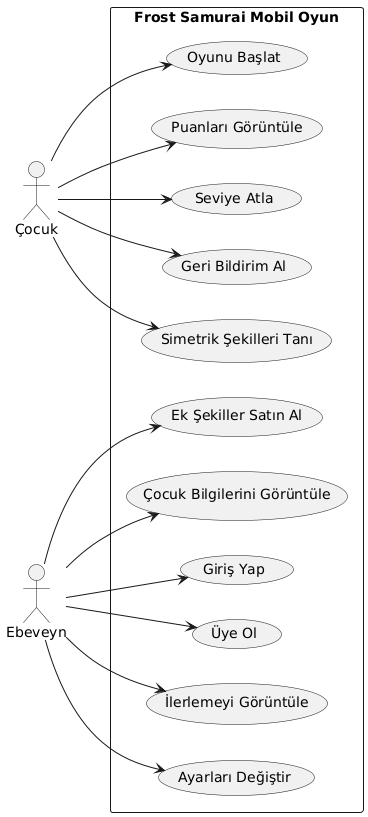 Frost Samurai Mobil Oyun
Oyunu Başlat
Puanları Görüntüle
Seviye Atla
Çocuk
Geri Bildirim Al
Simetrik Şekilleri Tanı
Ek Şekiller Satın Al
Çocuk Bilgilerini Görüntüle
Giriş Yap
Ebeveyn
Üye Ol
İlerlemeyi Görüntüle
Ayarları Değiştir